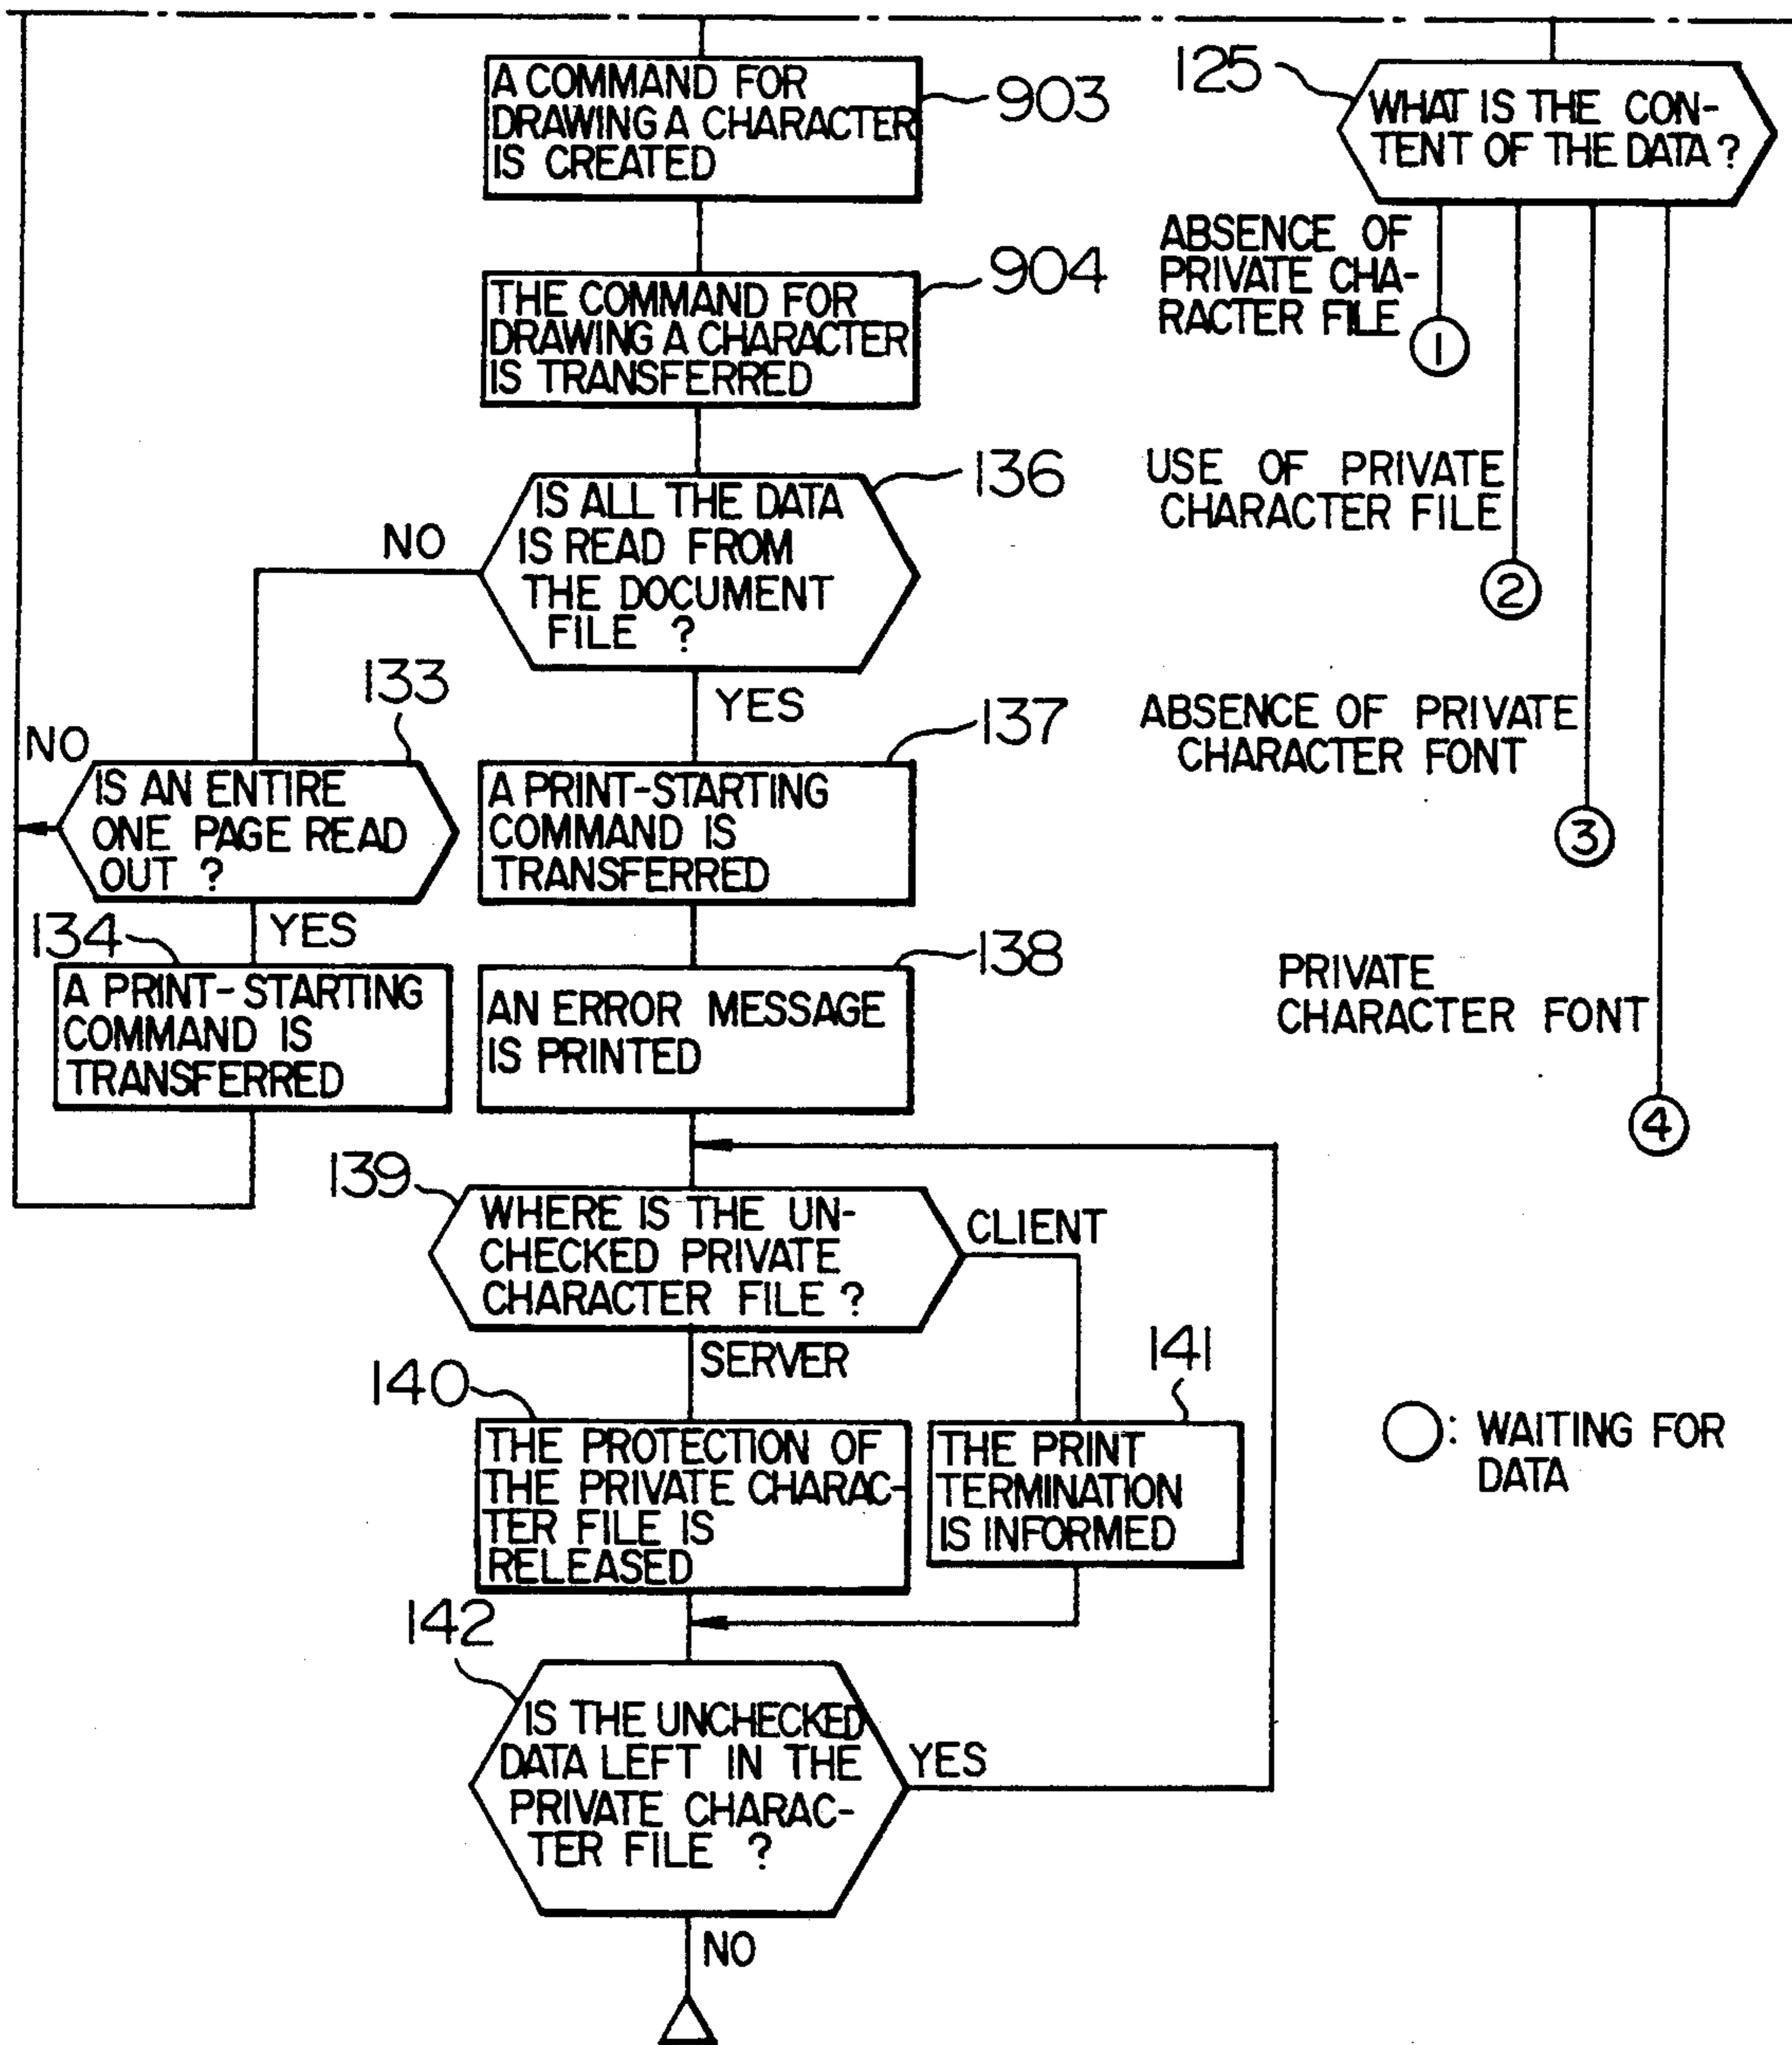 A COMMAND FOR
DRAWING A CHARACTER
IS CREATED
903
THE COMMAND FOR
DRAWING A CHARACTER
IS TRANSFERRED
904
IS ALL THE DATA
IS READ FROM
THE DOCUMENT
FILE ?
136
NO
YES
133
NO
IS AN ENTIRE
ONE PAGE READ
OUT ?
YES
134
A PRINT-STARTING
COMMAND IS
TRANSFERRED
137
A PRINT-STARTING
COMMAND IS
TRANSFERRED
138
AN ERROR MESSAGE
IS PRINTED
139
WHERE IS THE UN-
CHECKED PRIVATE
CHARACTER FILE ?
CLIENT
SERVER
140
THE PROTECTION OF
THE PRIVATE CHARAC-
TER FILE IS
RELEASED
141
THE PRINT
TERMINATION
IS INFORMED
142
IS THE UNCHECKED
DATA LEFT IN THE
PRIVATE CHARAC-
TER FILE ?
YES
NO
125
WHAT IS THE CON-
TENT OF THE DATA ?
ABSENCE OF
PRIVATE CHA-
RACTER FILE
1
USE OF PRIVATE
CHARACTER FILE
2
ABSENCE OF PRIVATE
CHARACTER FONT
3
PRIVATE
CHARACTER FONT
4
: WAITING FOR
DATA